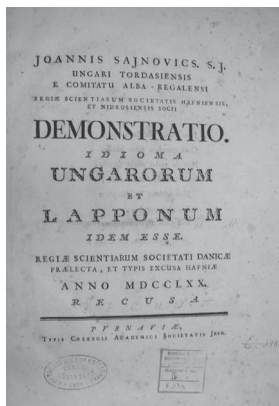 JOANNIS SAJNOVICS. S. J.
UNGARI TORDASIENSIS
E COMITATU ALBA-REGALENSI
REGIÆ SCIENTIARUM SOCIETATIS HAFNIENSIS,
ET NIDROSIENSIS SOCII
DEMONSTRATIO.
IDIOMA
UNGARORUM
ET
LAPPONUM
IDEM ESSE.
REGIÆ SCIENTIARUM SOCIETATI DANICÆ
PRÆLECTA, ET TYPIS EXCUSA HAFNIÆ
ANNO MDCCLXX.
RECUSA
TYRNAVIÆ,
TYPIS COLLEGII ACADEMICI SOCIETATIS JESU.